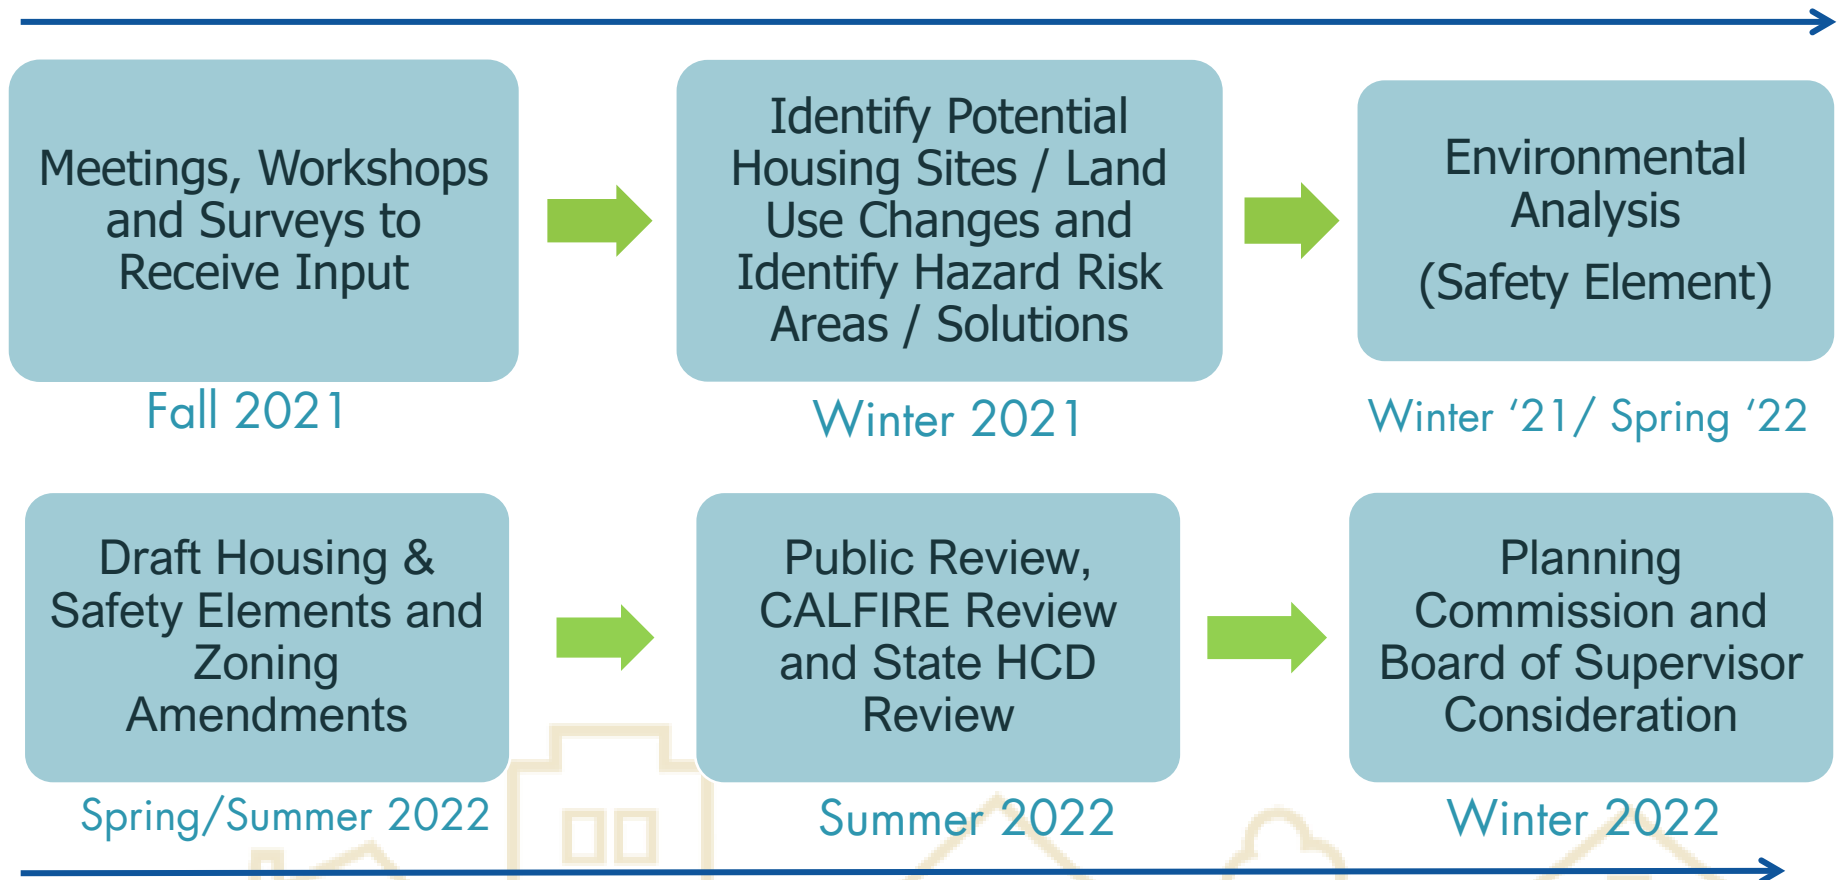 Meetings, Workshops
and Surveys to
Receive Input
Fall 2021
Identify Potential
Housing Sites / Land
Use Changes and
Identify Hazard Risk
Areas / Solutions
Winter 2021
Environmental
Analysis
(Safety Element)
Winter ‘21/ Spring ‘22
Draft Housing &
Safety Elements and
Zoning
Amendments
Spring/Summer 2022
Public Review,
CALFIRE Review
and State HCD
Review
Summer 2022
Planning
Commission and
Board of Supervisor
Consideration
Winter 2022